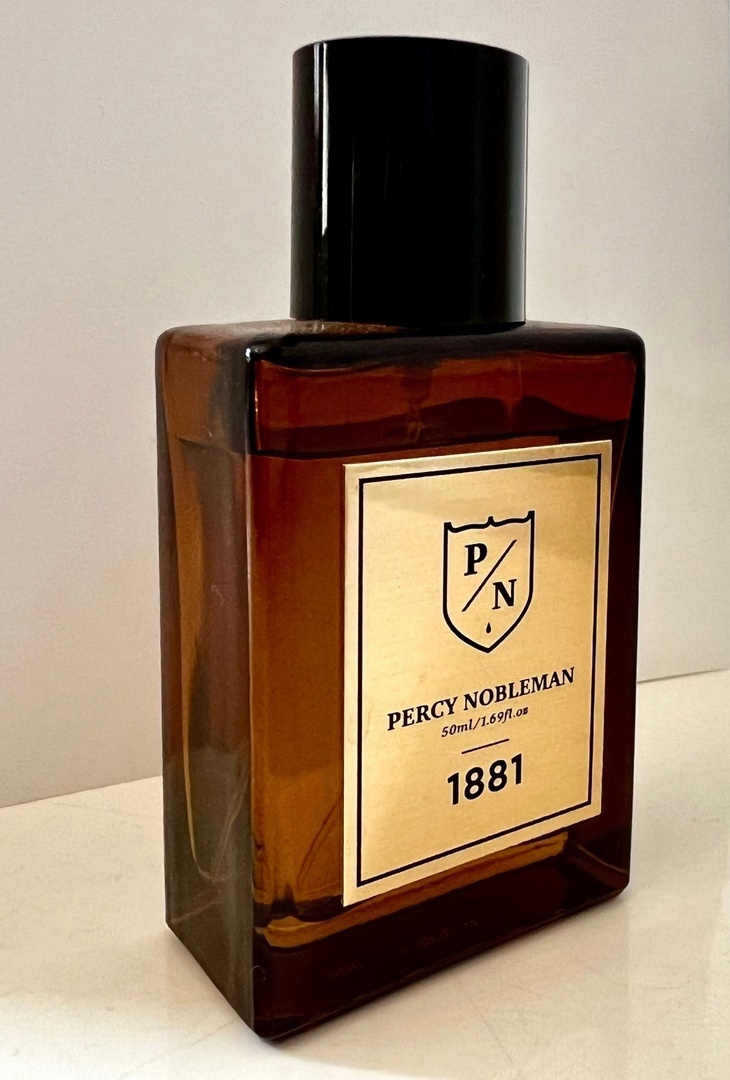 P/N
PERCY NOBLEMAN
50ml/1.69fl.oz
1881